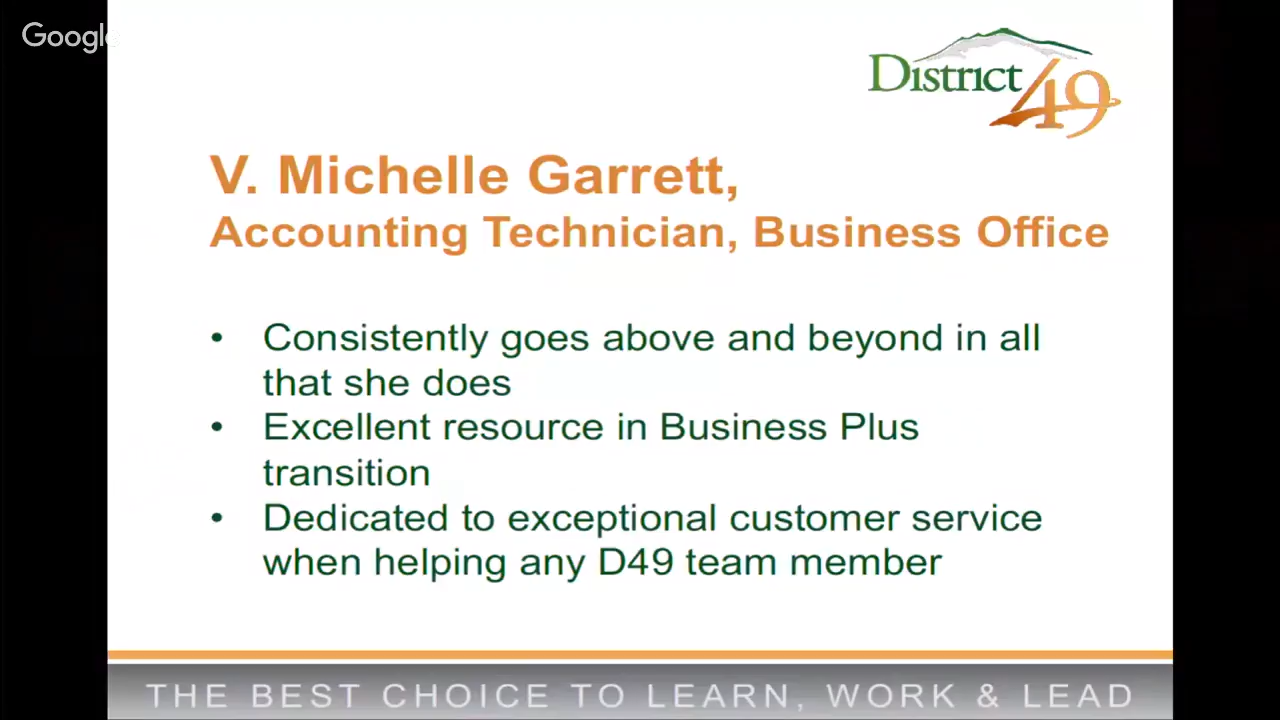 Google
District 49
V. Michelle Garrett,
Accounting Technician, Business Office
• Consistently goes above and beyond in all
that she does
• Excellent resource in Business Plus
transition
• Dedicated to exceptional customer service
when helping any D49 team member
THE BEST CHOICE TO LEARN, WORK & LEAD